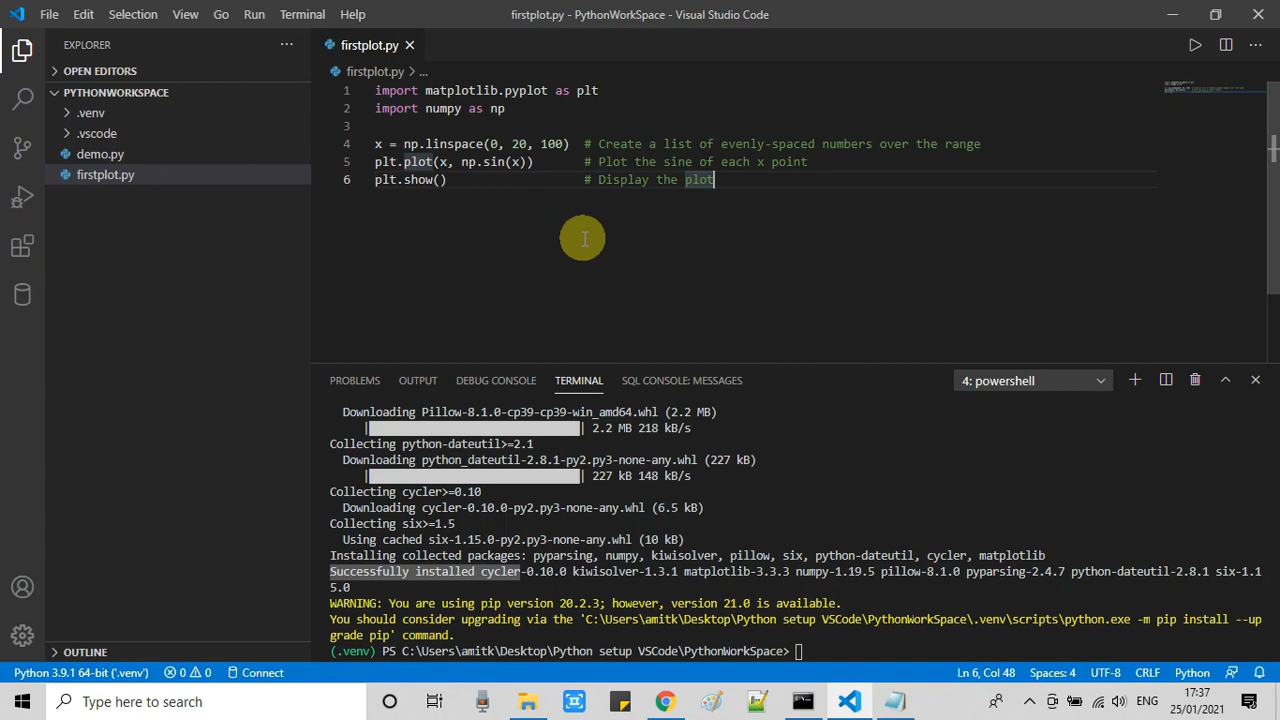 File Edit Selection View Go Run Terminal Help firstplot.py - PythonWorkSpace - Visual Studio Code
EXPLORER
OPEN EDITORS
PYTHONWORKSPACE
.venv
.vscode
demo.py
firstplot.py
OUTLINE
firstplot.py
firstplot.py > ...
1 import matplotlib.pyplot as plt
2 import numpy as np
3
4 x = np.linspace(0, 20, 100) # Create a list of evenly-spaced numbers over the range
5 plt.plot(x, np.sin(x)) # Plot the sine of each x point
6 plt.show() # Display the plot
PROBLEMS OUTPUT DEBUG CONSOLE TERMINAL SQL CONSOLE: MESSAGES 4: powershell
Downloading Pillow-8.1.0-cp39-cp39-win_amd64.whl (2.2 MB)
| | 2.2 MB 218 kB/s
Collecting python-dateutil>=2.1
Downloading python_dateutil-2.8.1-py2.py3-none-any.whl (227 kB)
| | 227 kB 148 kB/s
Collecting cycler>=0.10
Downloading cycler-0.10.0-py2.py3-none-any.whl (6.5 kB)
Collecting six>=1.5
Using cached six-1.15.0-py2.py3-none-any.whl (10 kB)
Installing collected packages: pyparsing, numpy, kiwisolver, pillow, six, python-dateutil, cycler, matplotlib
Successfully installed cycler-0.10.0 kiwisolver-1.3.1 matplotlib-3.3.3 numpy-1.19.5 pillow-8.1.0 pyparsing-2.4.7 python-dateutil-2.8.1 six-1.1
5.0
WARNING: You are using pip version 20.2.3; however, version 21.0 is available.
You should consider upgrading via the 'C:\Users\amitk\Desktop\Python setup VSCode\PythonWorkSpace\.venv\scripts\python.exe -m pip install --up
grade pip' command.
(.venv) PS C:\Users\amitk\Desktop\Python setup VSCode\PythonWorkSpace>
Python 3.9.1 64-bit ('.venv') 0 0 Connect Ln 6, Col 48 Spaces: 4 UTF-8 CRLF Python
Type here to search
ENG
17:37
25/01/2021